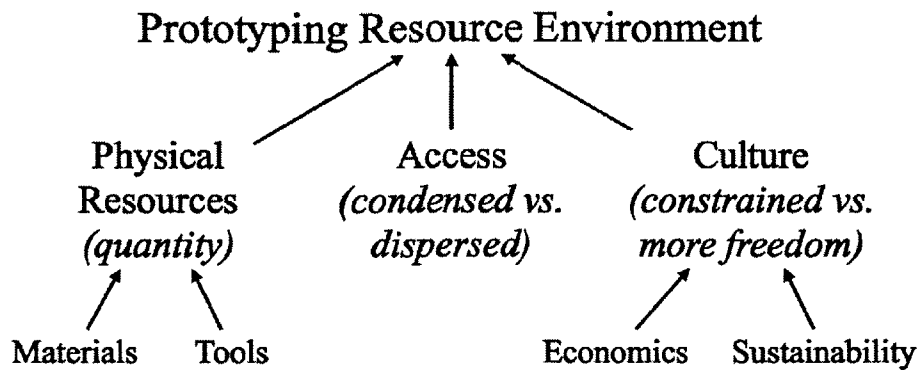 Prototyping Resource Environment
Physical
Resources
(quantity)
Access
(condensed vs.
dispersed)
Culture
(constrained vs.
more freedom)
Materials
Tools
Economics
Sustainability